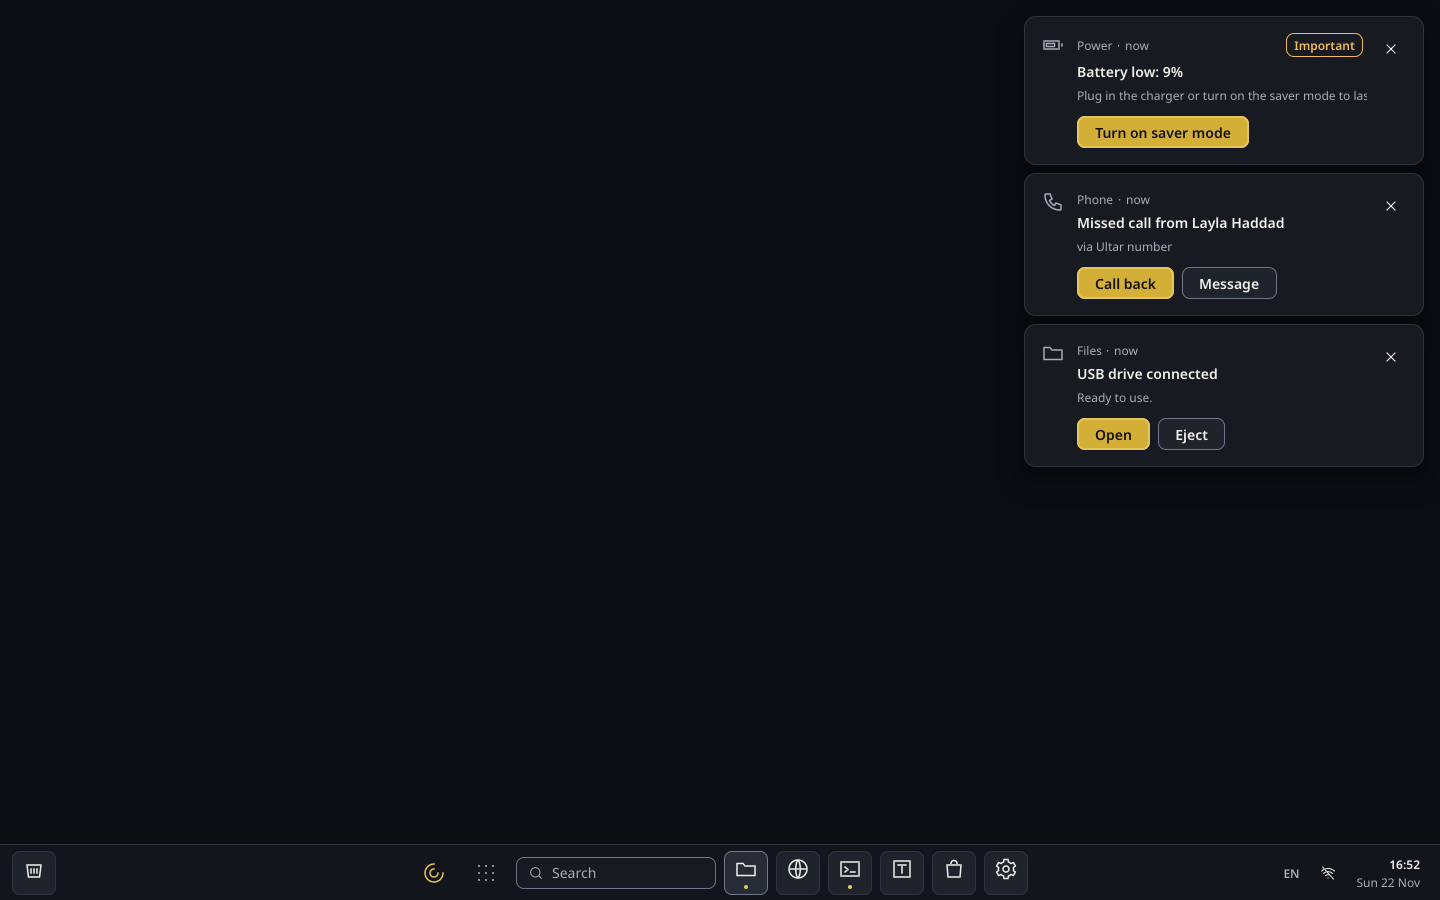 Power · now
Important
Battery low: 9%
Plug in the charger or turn on the saver mode to las
Turn on saver mode
Phone · now
Missed call from Layla Haddad
via Ultar number
Call back
Message
Files · now
USB drive connected
Ready to use.
Open
Eject
Search
EN
16:52
Sun 22 Nov